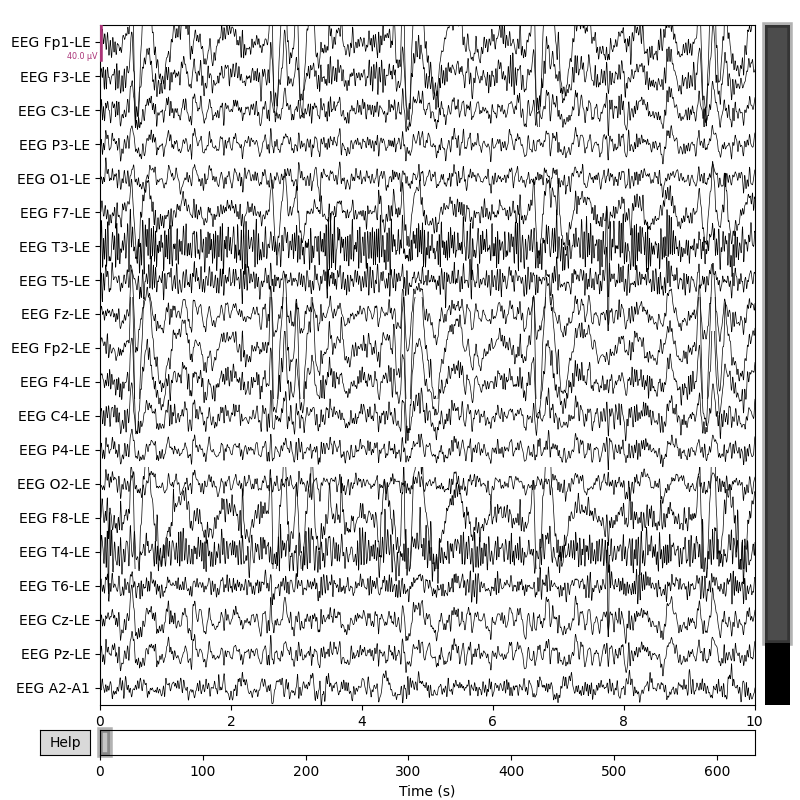 EEG Fp1-LE
40.0 µV
EEG F3-LE
EEG C3-LE
EEG P3-LE
EEG O1-LE
EEG F7-LE
EEG T3-LE
EEG T5-LE
EEG Fz-LE
EEG Fp2-LE
EEG F4-LE
EEG C4-LE
EEG P4-LE
EEG O2-LE
EEG F8-LE
EEG T4-LE
EEG T6-LE
EEG Cz-LE
EEG Pz-LE
EEG A2-A1
0 2 4 6 8 10
Help
0 100 200 300 400 500 600
Time (s)